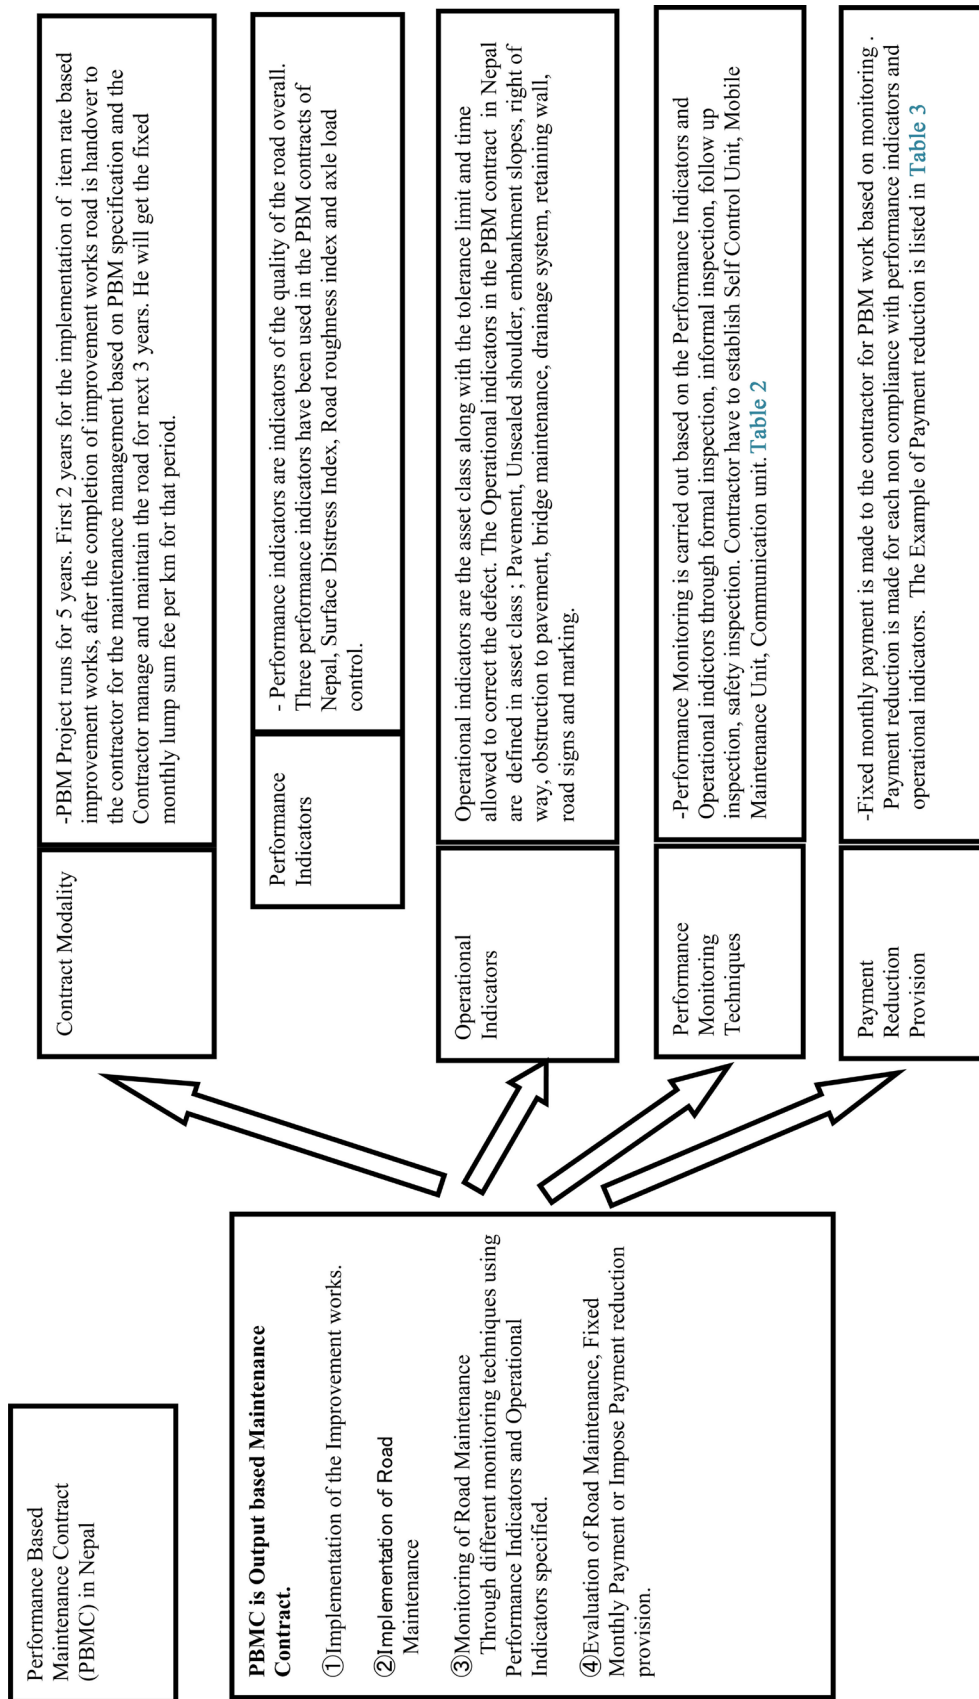 Performance Based
Maintenance Contract
(PBMC) in Nepal
PBMC is Output based Maintenance
Contract.
①Implementation of the Improvement works.
②Implementation of Road
Maintenance
③Monitoring of Road Maintenance
Through different monitoring techniques using
Performance Indicators and Operational
Indicators specified.
④Evaluation of Road Maintenance, Fixed
Monthly Payment or Impose Payment reduction
provision.
Contract Modality
-PBM Project runs for 5 years. First 2 years for the implementation of item rate based
improvement works, after the completion of improvement works road is handover to
the contractor for the maintenance management based on PBM specification and the
Contractor manage and maintain the road for next 3 years. He will get the fixed
monthly lump sum fee per km for that period.
Performance
Indicators
- Performance indicators are indicators of the quality of the road overall.
Three performance indicators have been used in the PBM contracts of
Nepal, Surface Distress Index, Road roughness index and axle load
control.
Operational
Indicators
Operational indicators are the asset class along with the tolerance limit and time
allowed to correct the defect. The Operational indicators in the PBM contract in Nepal
are defined in asset class ; Pavement, Unsealed shoulder, embankment slopes, right of
way, obstruction to pavement, bridge maintenance, drainage system, retaining wall,
road signs and marking.
Performance
Monitoring
Techniques
-Performance Monitoring is carried out based on the Performance Indicators and
Operational indictors through formal inspection, informal inspection, follow up
inspection, safety inspection. Contractor have to establish Self Control Unit, Mobile
Maintenance Unit, Communication unit. Table 2
Payment
Reduction
Provision
-Fixed monthly payment is made to the contractor for PBM work based on monitoring .
Payment reduction is made for each non compliance with performance indicators and
operational indicators. The Example of Payment reduction is listed in Table 3